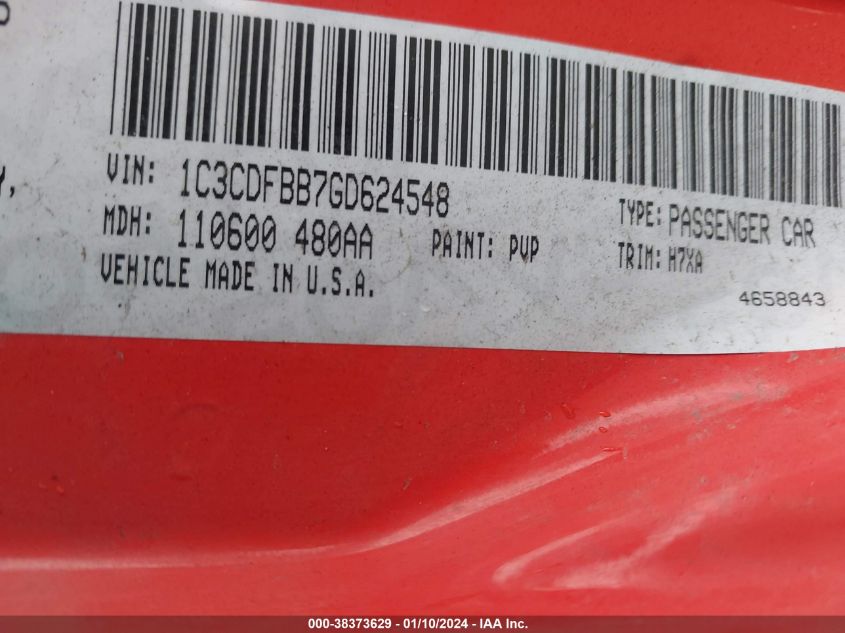 VIN: 1C3CDFBB7GD624548
TYPE: PASSENGER CAR
MDH: 110600 480AA
PAINT: PVP
TRIM: H7XA
VEHICLE MADE IN U.S.A.
4658843
000-38373629 - 01/10/2024 - IAA Inc.